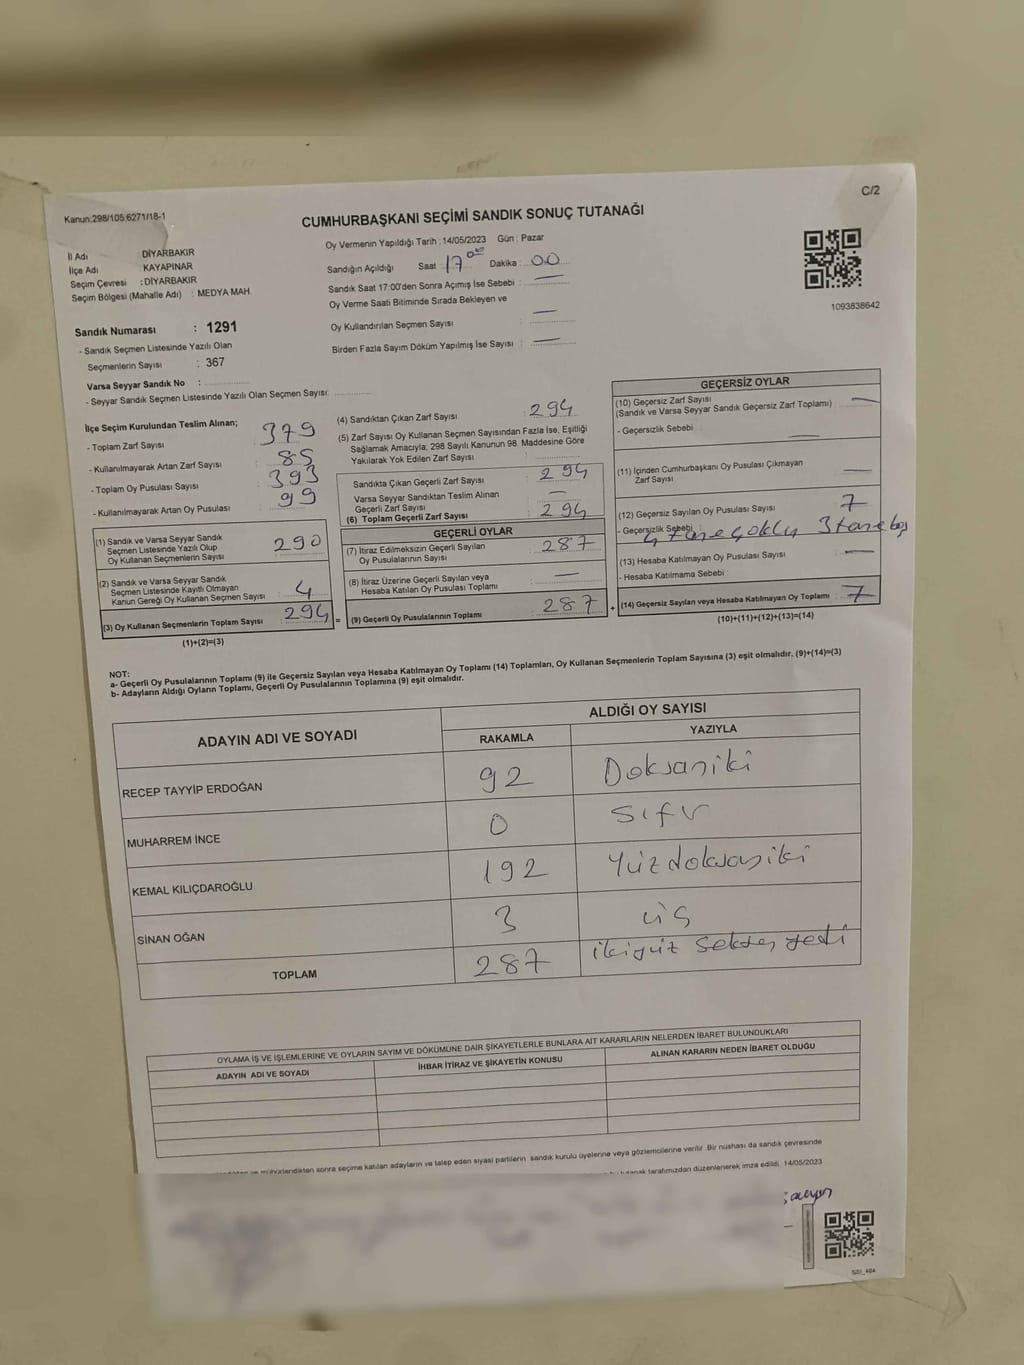 C/2
Kanun:298/105.6271/18-1
CUMHURBAŞKANI SEÇİMİ SANDIK SONUÇ TUTANAĞI
İl Adı : DİYARBAKIR
İlçe Adı KAYAPINAR
Seçim Çevresi : DİYARBAKIR
Seçim Bölgesi (Mahalle Adı) : MEDYA MAH.
Oy Vermenin Yapıldığı Tarih : 14/05/2023 Gün : Pazar
Sandığın Açıldığı Saat 17 00 Dakika : 00
Sandık Saat 17:00'den Sonra Açımış İse Sebebi : —
Oy Verme Saati Bitiminde Sırada Bekleyen ve
Oy Kullandırılan Seçmen Sayısı : —
Birden Fazla Sayım Döküm Yapılmış İse Sayısı : —
1093838642
Sandık Numarası : 1291
- Sandık Seçmen Listesinde Yazılı Olan
Seçmenlerin Sayısı : 367
Varsa Seyyar Sandık No :
- Seyyar Sandık Seçmen Listesinde Yazılı Olan Seçmen Sayısı:
İlçe Seçim Kurulundan Teslim Alınan;
- Toplam Zarf Sayısı 379
- Kullanılmayarak Artan Zarf Sayısı 85
- Toplam Oy Pusulası Sayısı 393
- Kullanılmayarak Artan Oy Pusulası 99
(1) Sandık ve Varsa Seyyar Sandık
Seçmen Listesinde Yazılı Olup
Oy Kullanan Seçmenlerin Sayısı 290
(2) Sandık ve Varsa Seyyar Sandık
Seçmen Listesinde Kayıtlı Olmayan
Kanun Gereği Oy Kullanan Seçmen Sayısı 4
(3) Oy Kullanan Seçmenlerin Toplam Sayısı 294 =
(1)+(2)=(3)
(4) Sandıktan Çıkan Zarf Sayısı : 294
(5) Zarf Sayısı Oy Kullanan Seçmen Sayısından Fazla İse, Eşitliği
Sağlamak Amacıyla; 298 Sayılı Kanunun 98. Maddesine Göre
Yakılarak Yok Edilen Zarf Sayısı
Sandıkta Çıkan Geçerli Zarf Sayısı 294
Varsa Seyyar Sandıktan Teslim Alınan
Geçerli Zarf Sayısı —
(6) Toplam Geçerli Zarf Sayısı 294
GEÇERLİ OYLAR
(7) İtiraz Edilmeksizin Geçerli Sayılan
Oy Pusulalarının Sayısı 287
(8) İtiraz Üzerine Geçerli Sayılan veya
Hesaba Katılan Oy Pusulası Toplamı —
(9) Geçerli Oy Pusulalarının Toplamı 287 +
GEÇERSİZ OYLAR
(10) Geçersiz Zarf Sayısı
(Sandık ve Varsa Seyyar Sandık Geçersiz Zarf Toplamı) —
- Geçersizlik Sebebi : —
(11) İçinden Cumhurbaşkanı Oy Pusulası Çıkmayan
Zarf Sayısı —
(12) Geçersiz Sayılan Oy Pusulası Sayısı 7
- Geçersizlik Sebebi 4 tane çoklu 3 tane boş
(13) Hesaba Katılmayan Oy Pusulası Sayısı —
- Hesaba Katılmama Sebebi :
(14) Geçersiz Sayılan veya Hesaba Katılmayan Oy Toplamı 7
(10)+(11)+(12)+(13)=(14)
NOT:
a- Geçerli Oy Pusulalarının Toplamı (9) ile Geçersiz Sayılan veya Hesaba Katılmayan Oy Toplamı (14) Toplamları, Oy Kullanan Seçmenlerin Toplam Sayısına (3) eşit olmalıdır. (9)+(14)=(3)
b- Adayların Aldığı Oyların Toplamı, Geçerli Oy Pusulalarının Toplamına (9) eşit olmalıdır.
ADAYIN ADI VE SOYADI ALDIĞI OY SAYISI
RAKAMLA YAZIYLA
RECEP TAYYİP ERDOĞAN 92 Doksaniki
MUHARREM İNCE 0 Sıfır
KEMAL KILIÇDAROĞLU 192 Yüzdoksaniki
SİNAN OĞAN 3 üç
TOPLAM 287 ikiyüz seksen yedi
OYLAMA İŞ VE İŞLEMLERİNE VE OYLARIN SAYIM VE DÖKÜMÜNE DAİR ŞİKAYETLERLE BUNLARA AİT KARARLARIN NELERDEN İBARET BULUNDUKLARI
ADAYIN ADI VE SOYADI İHBAR İTİRAZ VE ŞİKAYETİN KONUSU ALINAN KARARIN NEDEN İBARET OLDUĞU
mühürlendikten sonra seçime katılan adayların ve talep eden siyasi partilerin sandık kurulu üyelerine veya gözlemcilerine verilir. Bir nüshası da sandık çevresinde
tutanak tarafımızdan düzenlenerek imza edildi. 14/05/2023